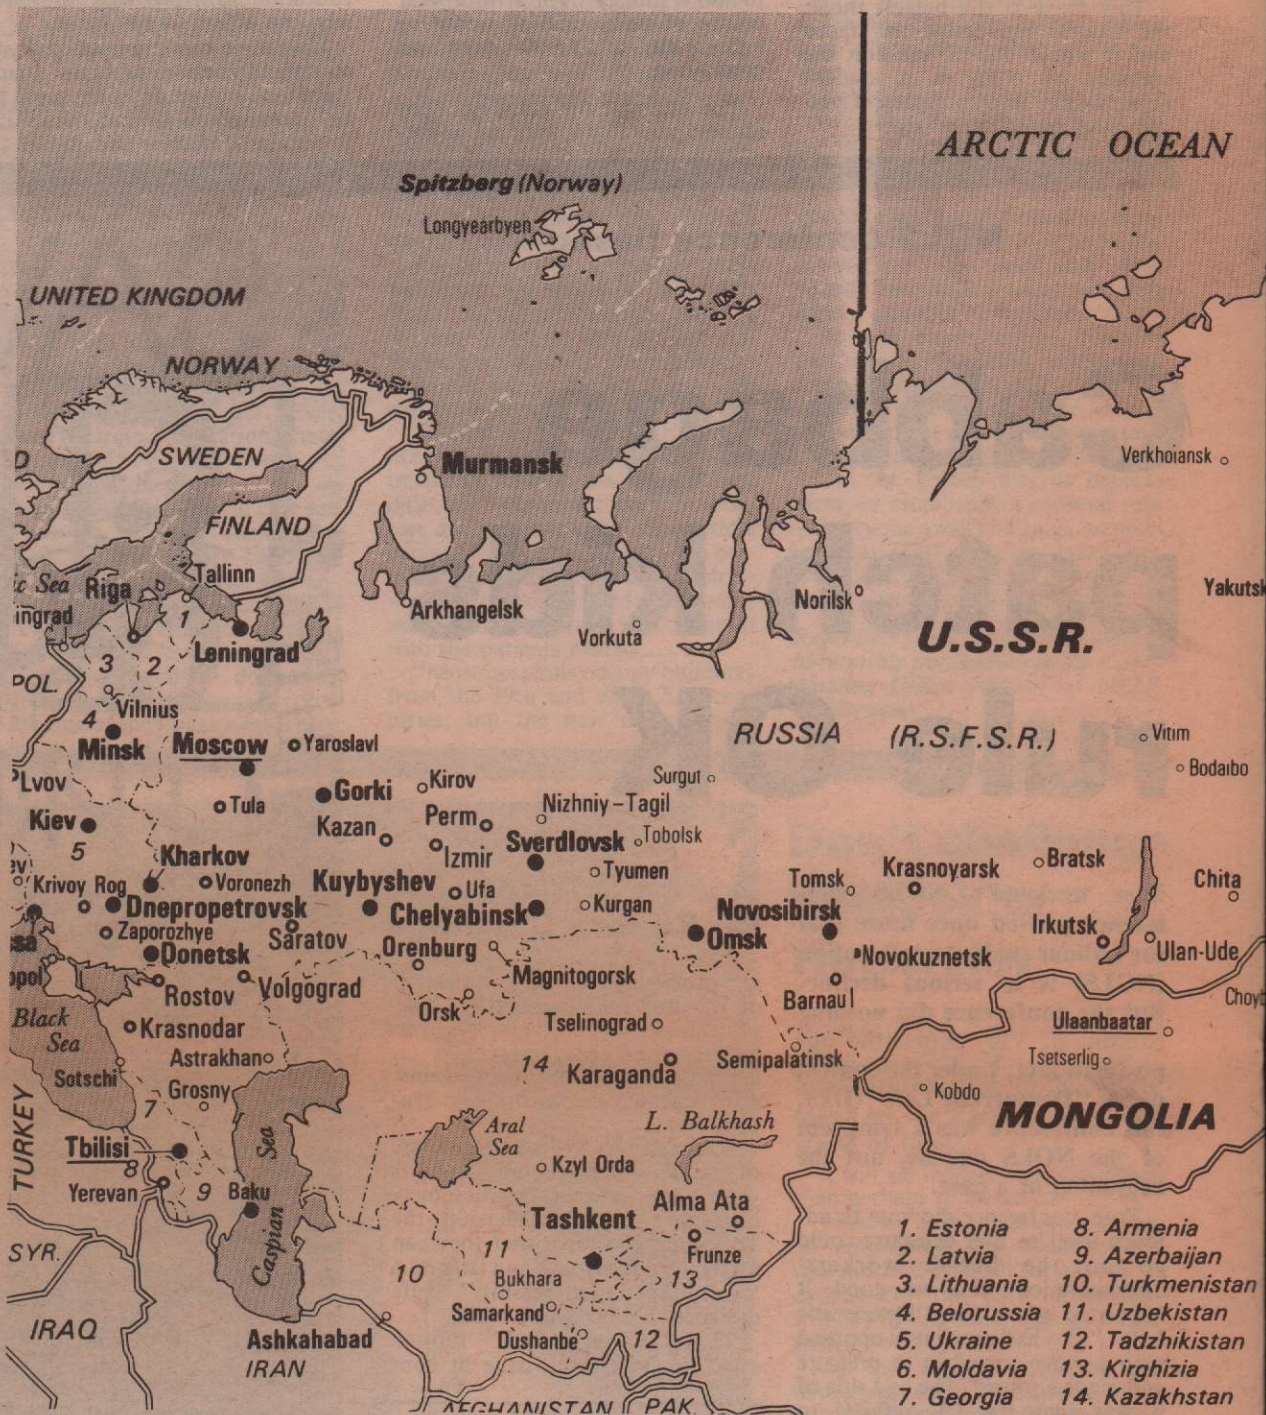 ARCTIC OCEAN
Spitzberg (Norway)
Longyearbyen
UNITED KINGDOM
NORWAY
SWEDEN
Murmansk
Verkhoiansk
FINLAND
Tallinn
Riga
Sea
1
Arkhangelsk
Norilsk
Yakutsk
Vorkuta
Leningrad
U.S.S.R.
3
2
POL.
Vilnius
4
Minsk
Moscow
Yaroslavl
RUSSIA (R.S.F.S.R.)
Vitim
Bodaibo
Lvov
Gorki
Kirov
Surgut
Tula
Nizhniy-Tagil
Kiev
Kazan
Perm
Tobolsk
5
Izmir
Sverdlovsk
Kharkov
Tyumen
Bratsk
Krasnoyarsk
Krivoy Rog
Voronezh
Kuybyshev
Ufa
Tomsk
Chita
Dnepropetrovsk
Chelyabinsk
Kurgan
Novosibirsk
Zaporozhye
Saratov
Omsk
Irkutsk
Donetsk
Orenburg
Novokuznetsk
Ulan-Ude
Magnitogorsk
Rostov
Volgograd
Barnaul
Orsk
Black
Sea
Krasnodar
Tselinograd
Ulaanbaatar
Astrakhan
Semipalatinsk
Tsetserlig
Sotschi
14
Karaganda
Grosny
Kobdo
TURKEY
7
MONGOLIA
Aral
Sea
L. Balkhash
Tbilisi
8
Kzyl Orda
Yerevan
9
Baku
Caspian Sea
Alma Ata
Tashkent
SYR.
11
Frunze
10
Bukhara
13
Samarkand
IRAQ
Ashkahabad
Dushanbe
12
IRAN
AFGHANISTAN
PAK.
1. Estonia
2. Latvia
3. Lithuania
4. Belorussia
5. Ukraine
6. Moldavia
7. Georgia
8. Armenia
9. Azerbaijan
10. Turkmenistan
11. Uzbekistan
12. Tadzhikistan
13. Kirghizia
14. Kazakhstan